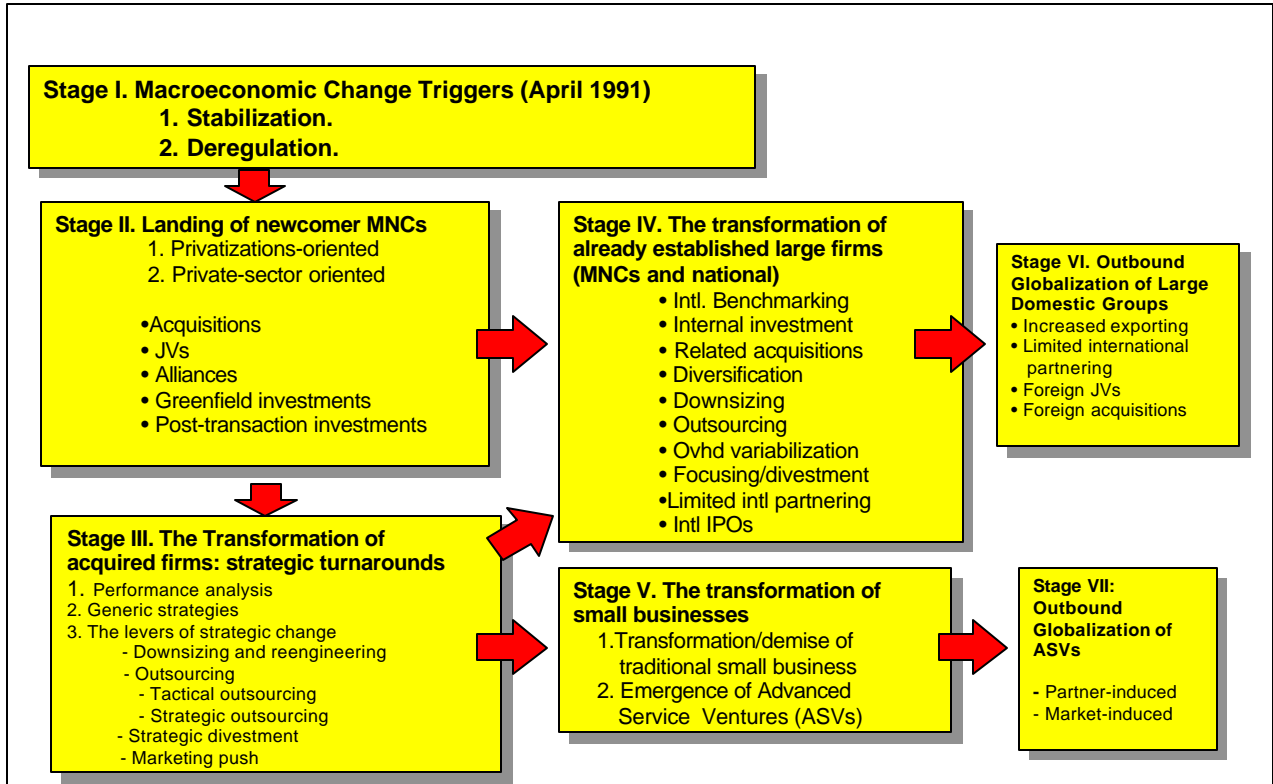 Stage I. Macroeconomic Change Triggers (April 1991)
1. Stabilization.
2. Deregulation.
Stage II. Landing of newcomer MNCs
1. Privatizations-oriented
2. Private-sector oriented
•Acquisitions
• JVs
• Alliances
• Greenfield investments
• Post-transaction investments
Stage III. The Transformation of
acquired firms: strategic turnarounds
1. Performance analysis
2. Generic strategies
3. The levers of strategic change
- Downsizing and reengineering
- Outsourcing
- Tactical outsourcing
- Strategic outsourcing
- Strategic divestment
- Marketing push
Stage IV. The transformation of
already established large firms
(MNCs and national)
• Intl. Benchmarking
• Internal investment
• Related acquisitions
• Diversification
• Downsizing
• Outsourcing
• Ovhd variabilization
• Focusing/divestment
•Limited intl partnering
• Intl IPOs
Stage V. The transformation of
small businesses
1.Transformation/demise of
traditional small business
2. Emergence of Advanced
Service Ventures (ASVs)
Stage VI. Outbound
Globalization of Large
Domestic Groups
• Increased exporting
• Limited international
partnering
• Foreign JVs
• Foreign acquisitions
Stage VII:
Outbound
Globalization of
ASVs
- Partner-induced
- Market-induced